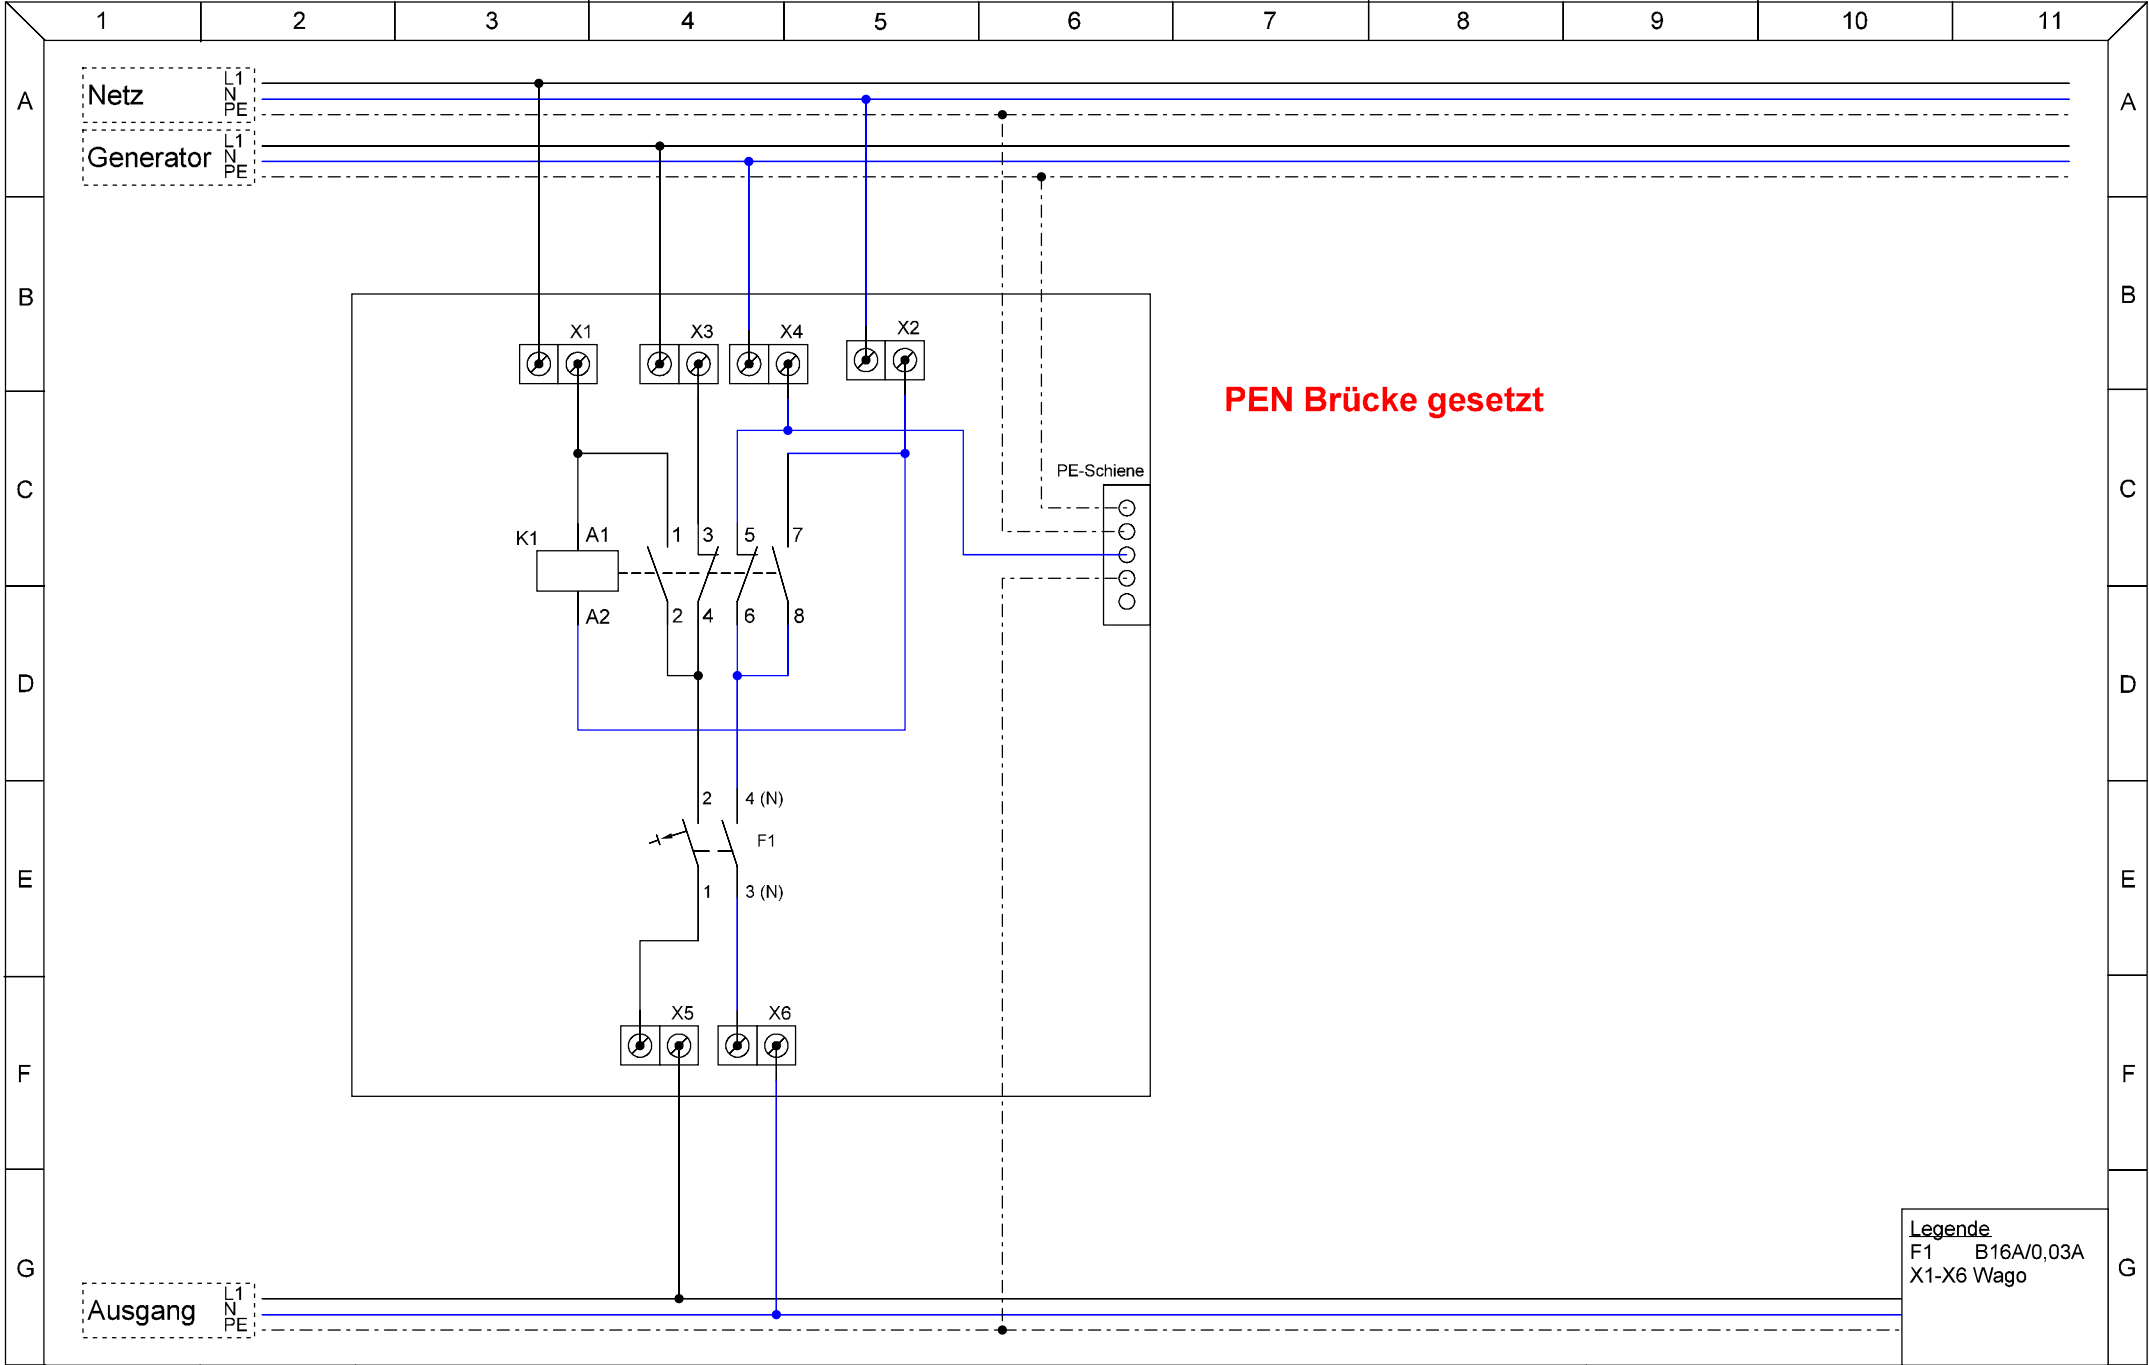 1 2 3 4 5 6 7 8 9 10 11
A A
Netz L1
N
PE
Generator L1
N
PE
B B
X1 X3 X4 X2
PEN Brücke gesetzt
PE-Schiene
C C
K1 A1 1 3 5 7
A2 2 4 6 8
D D
2 4 (N)
F1
E E
1 3 (N)
X5 X6
F F
Legende
F1 B16A/0,03A
X1-X6 Wago
G G
Ausgang L1
N
PE